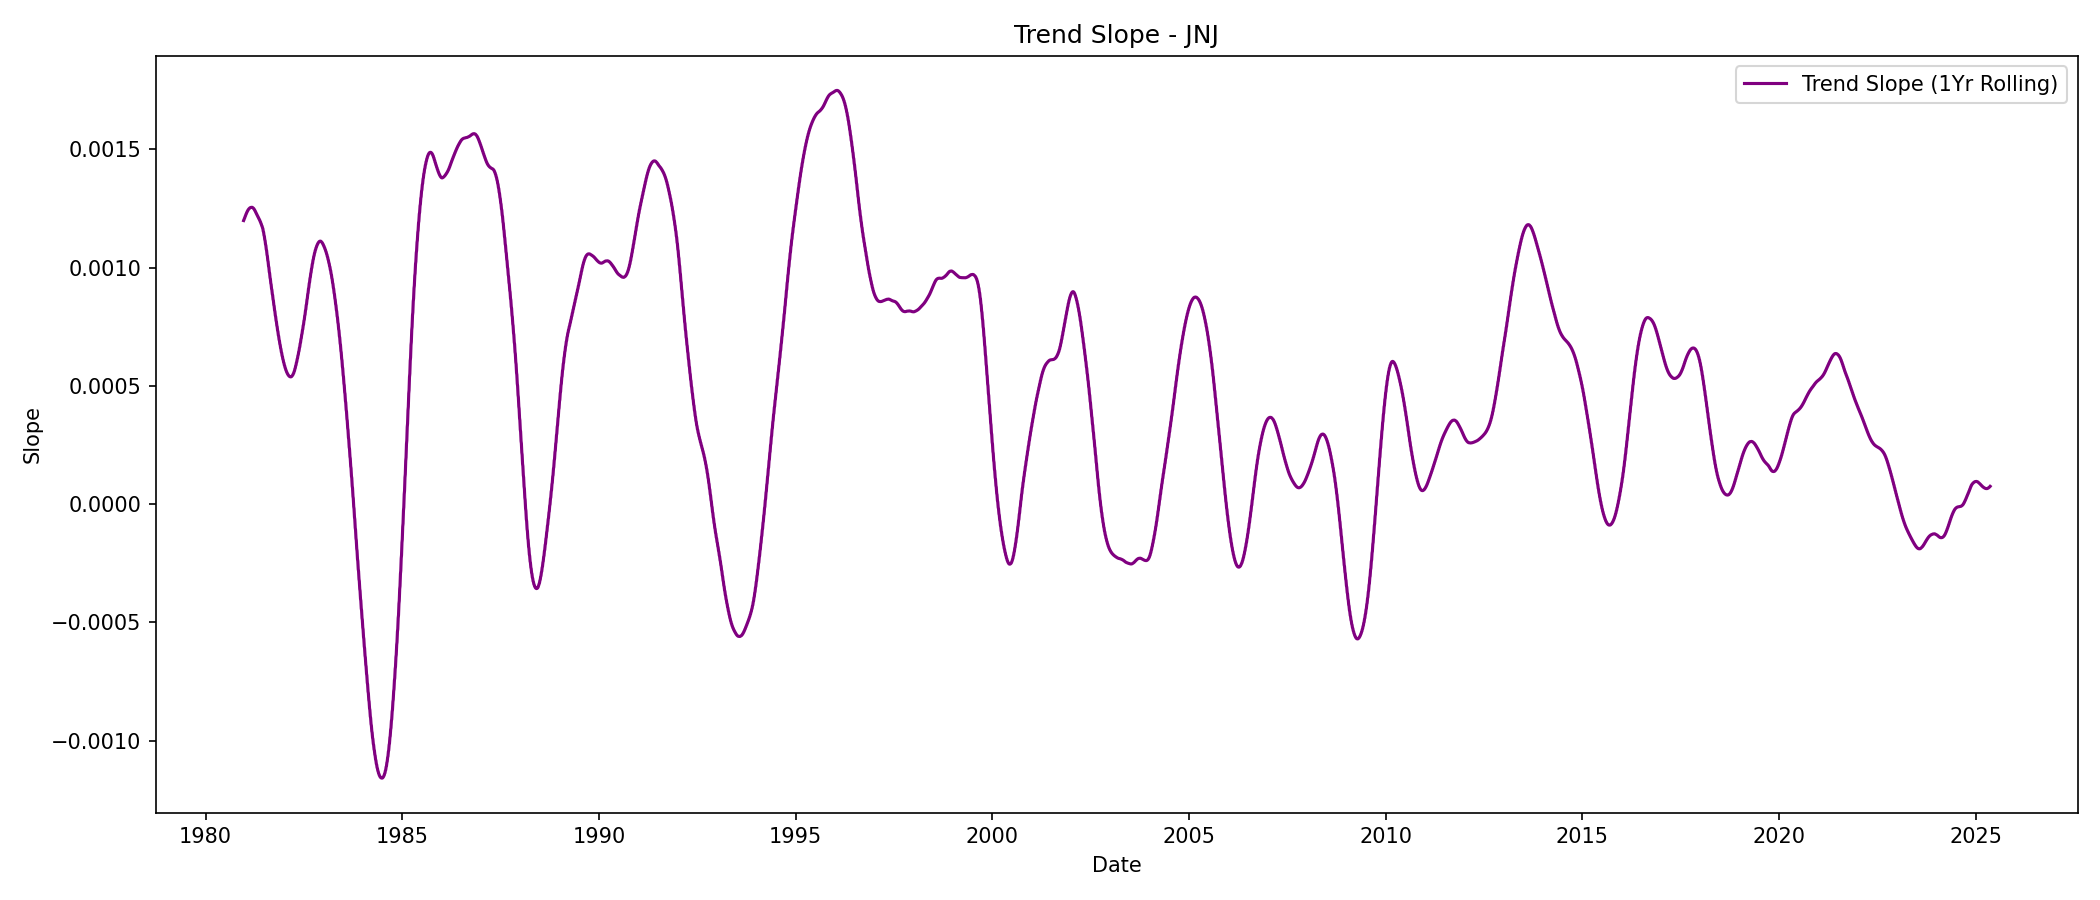 Trend Slope - JNJ
Trend Slope (1Yr Rolling)
0.0015
0.0010
0.0005
0.0000
−0.0005
−0.0010
Slope
1980 1985 1990 1995 2000 2005 2010 2015 2020 2025
Date